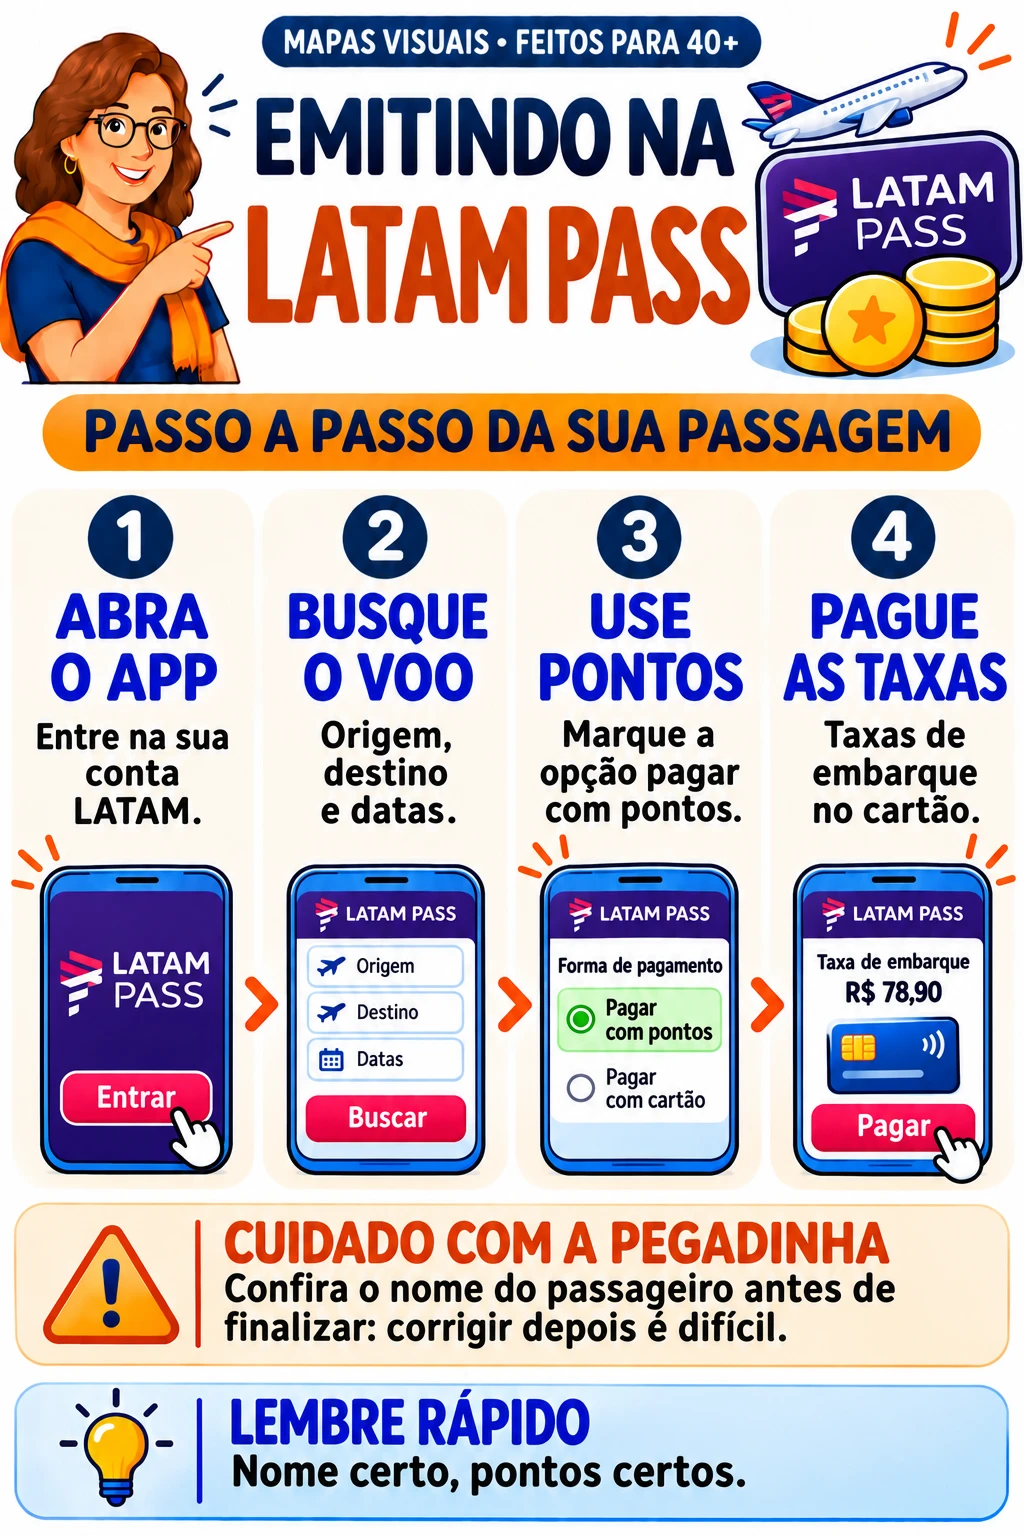 MAPAS VISUAIS • FEITOS PARA 40+
EMITINDO NA
LATAM PASS
LATAM
PASS
PASSO A PASSO DA SUA PASSAGEM
1
ABRA
O APP
Entre na sua
conta
LATAM.
LATAM
PASS
Entrar
2
BUSQUE
O VOO
Origem,
destino
e datas.
LATAM PASS
Origem
Destino
Datas
Buscar
3
USE
PONTOS
Marque a
opção pagar
com pontos.
LATAM PASS
Forma de pagamento
Pagar
com pontos
Pagar
com cartão
4
PAGUE
AS TAXAS
Taxas de
embarque
no cartão.
LATAM PASS
Taxa de embarque
R$ 78,90
Pagar
CUIDADO COM A PEGADINHA
Confira o nome do passageiro antes de
finalizar: corrigir depois é difícil.
LEMBRE RÁPIDO
Nome certo, pontos certos.